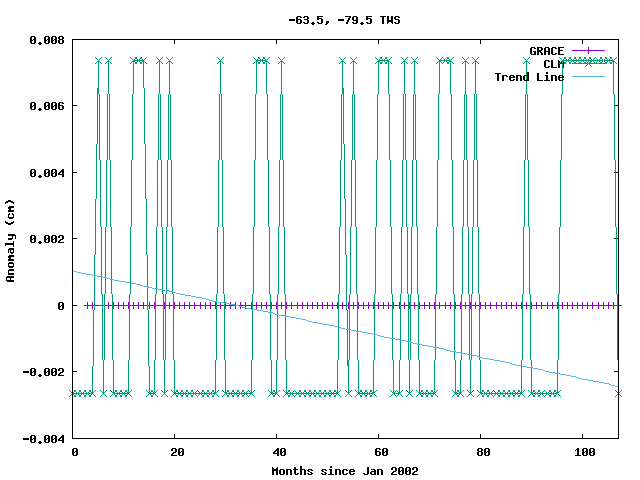 -63.5, -79.5 TWS
GRACE
CLM
Trend Line
0.008
0.006
0.004
0.002
0
-0.002
-0.004
Anomaly (cm)
0 20 40 60 80 100
Months since Jan 2002